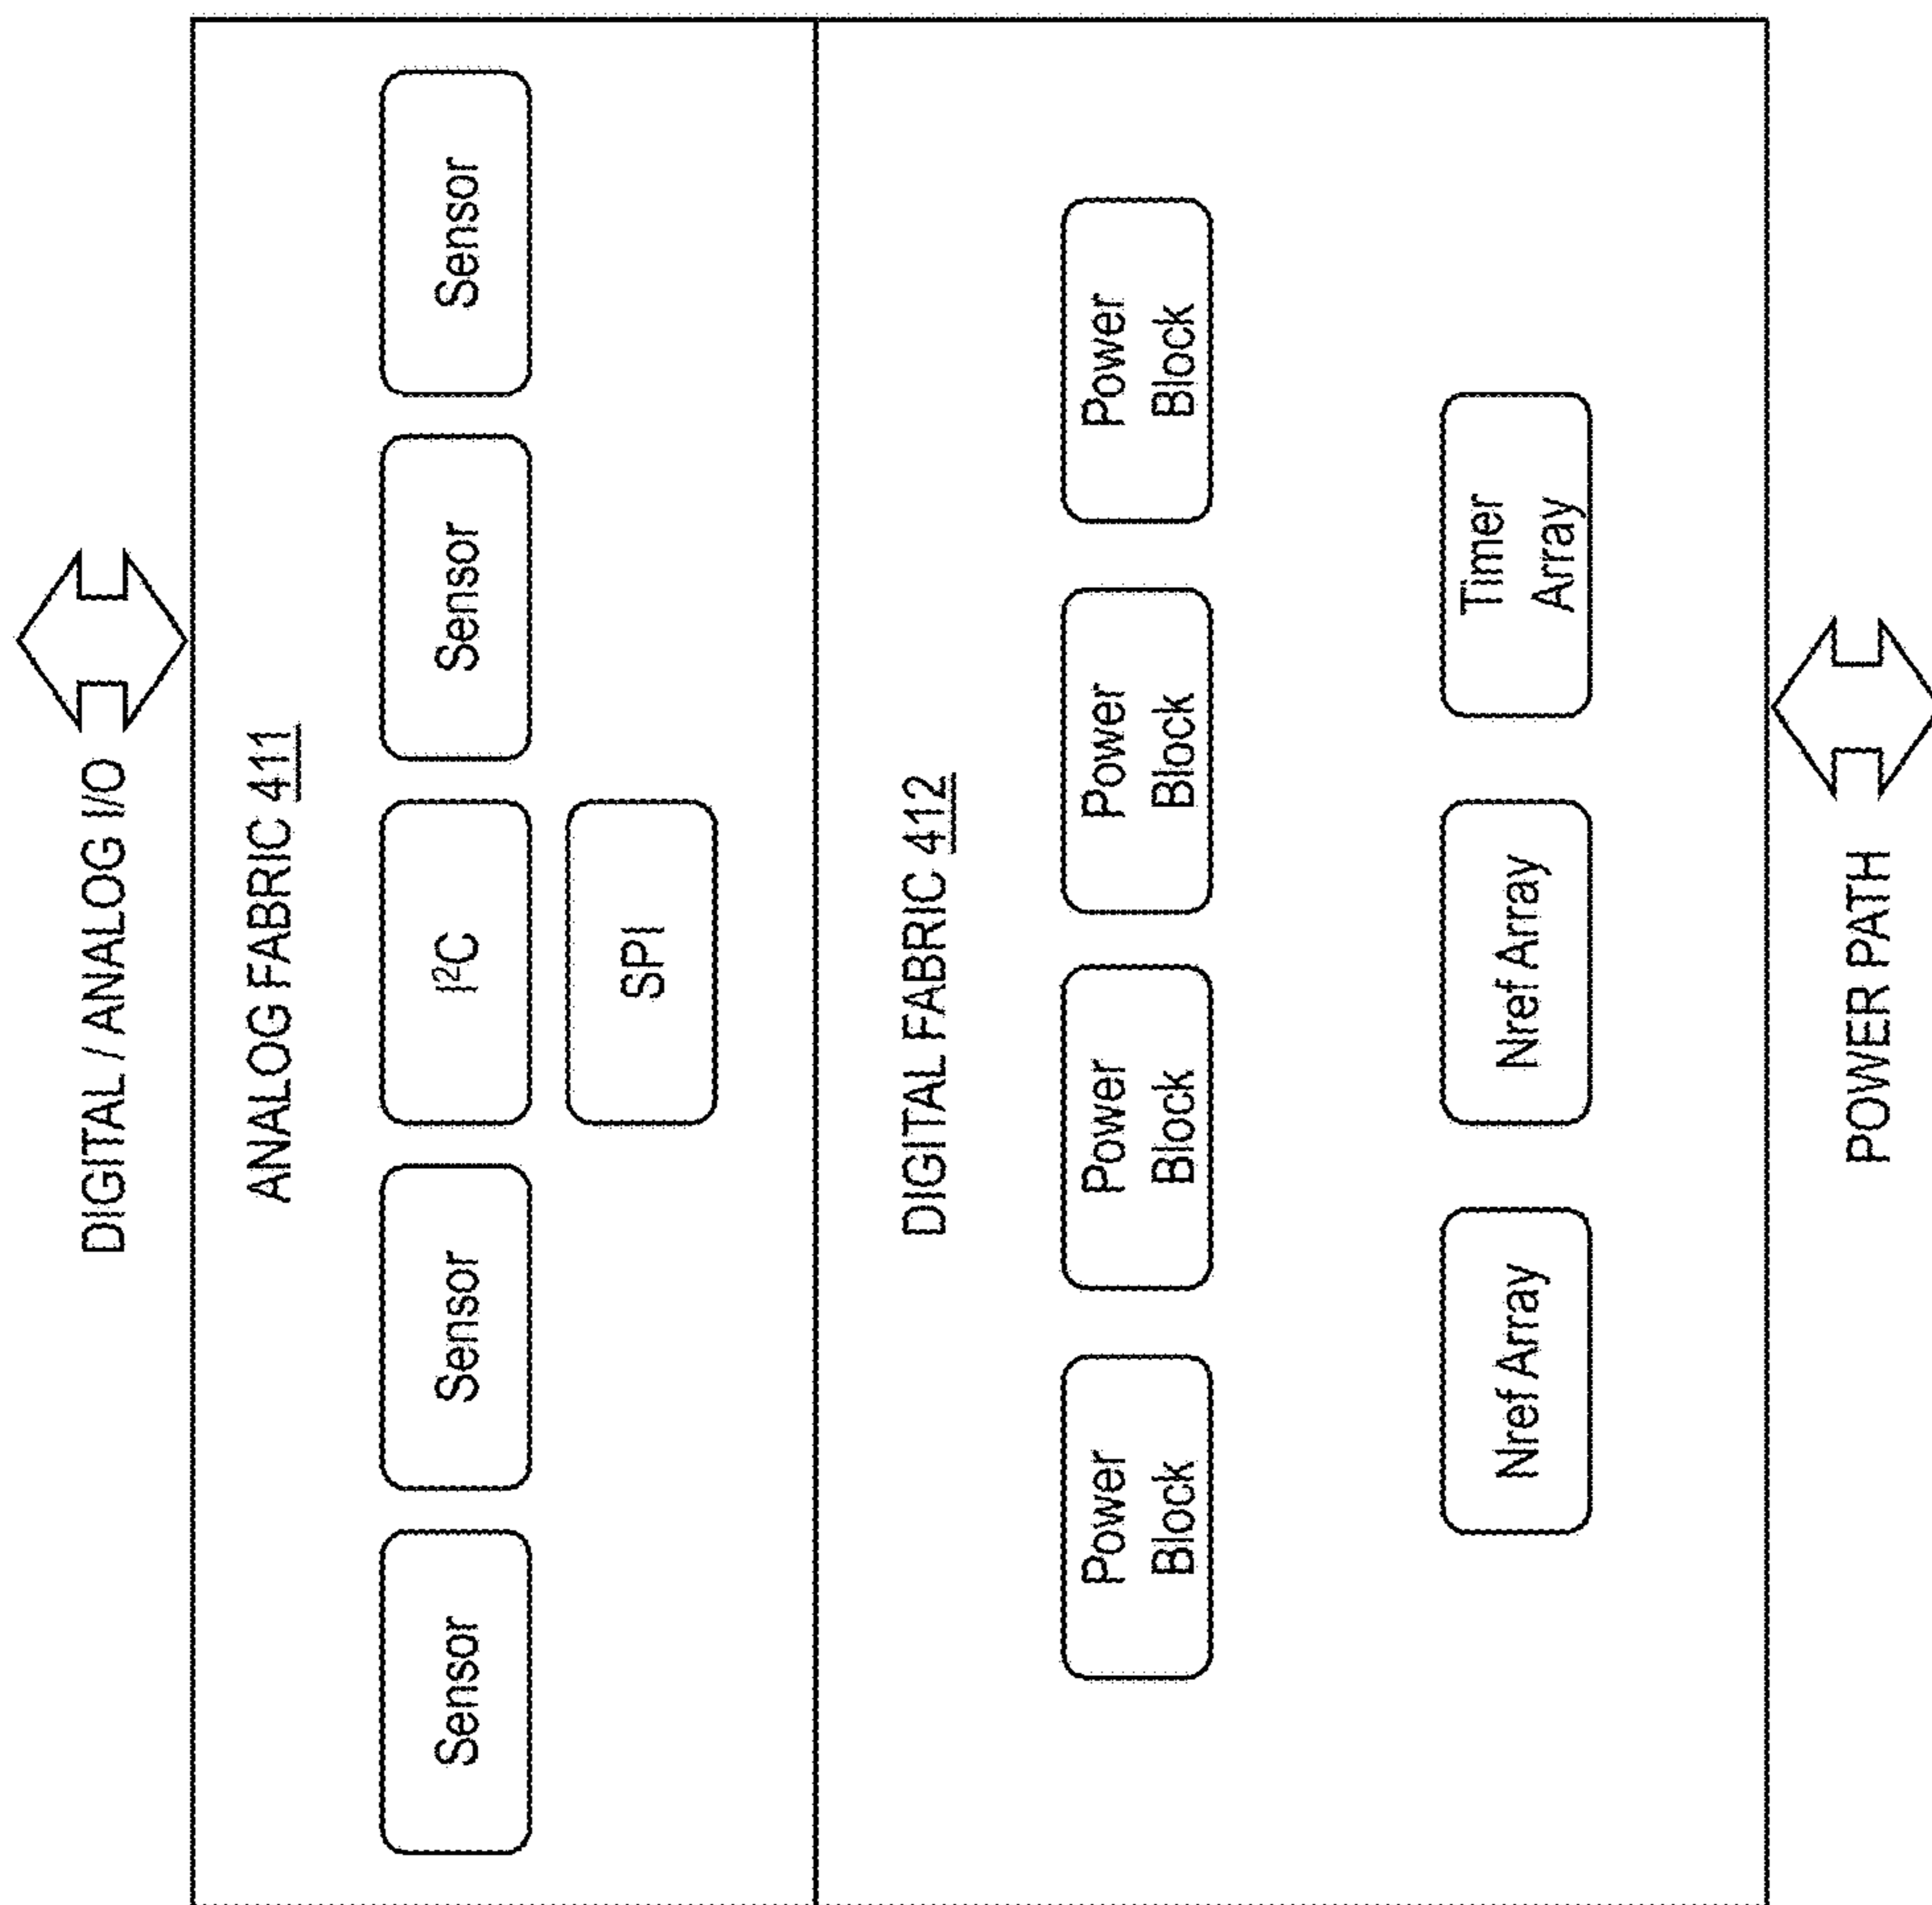 DIGITAL / ANALOG I/O
ANALOG FABRIC 411
Sensor
Sensor
I²C
Sensor
Sensor
SPI
DIGITAL FABRIC 412
Power
Block
Power
Block
Power
Block
Power
Block
Nref Array
Nref Array
Timer
Array
POWER PATH